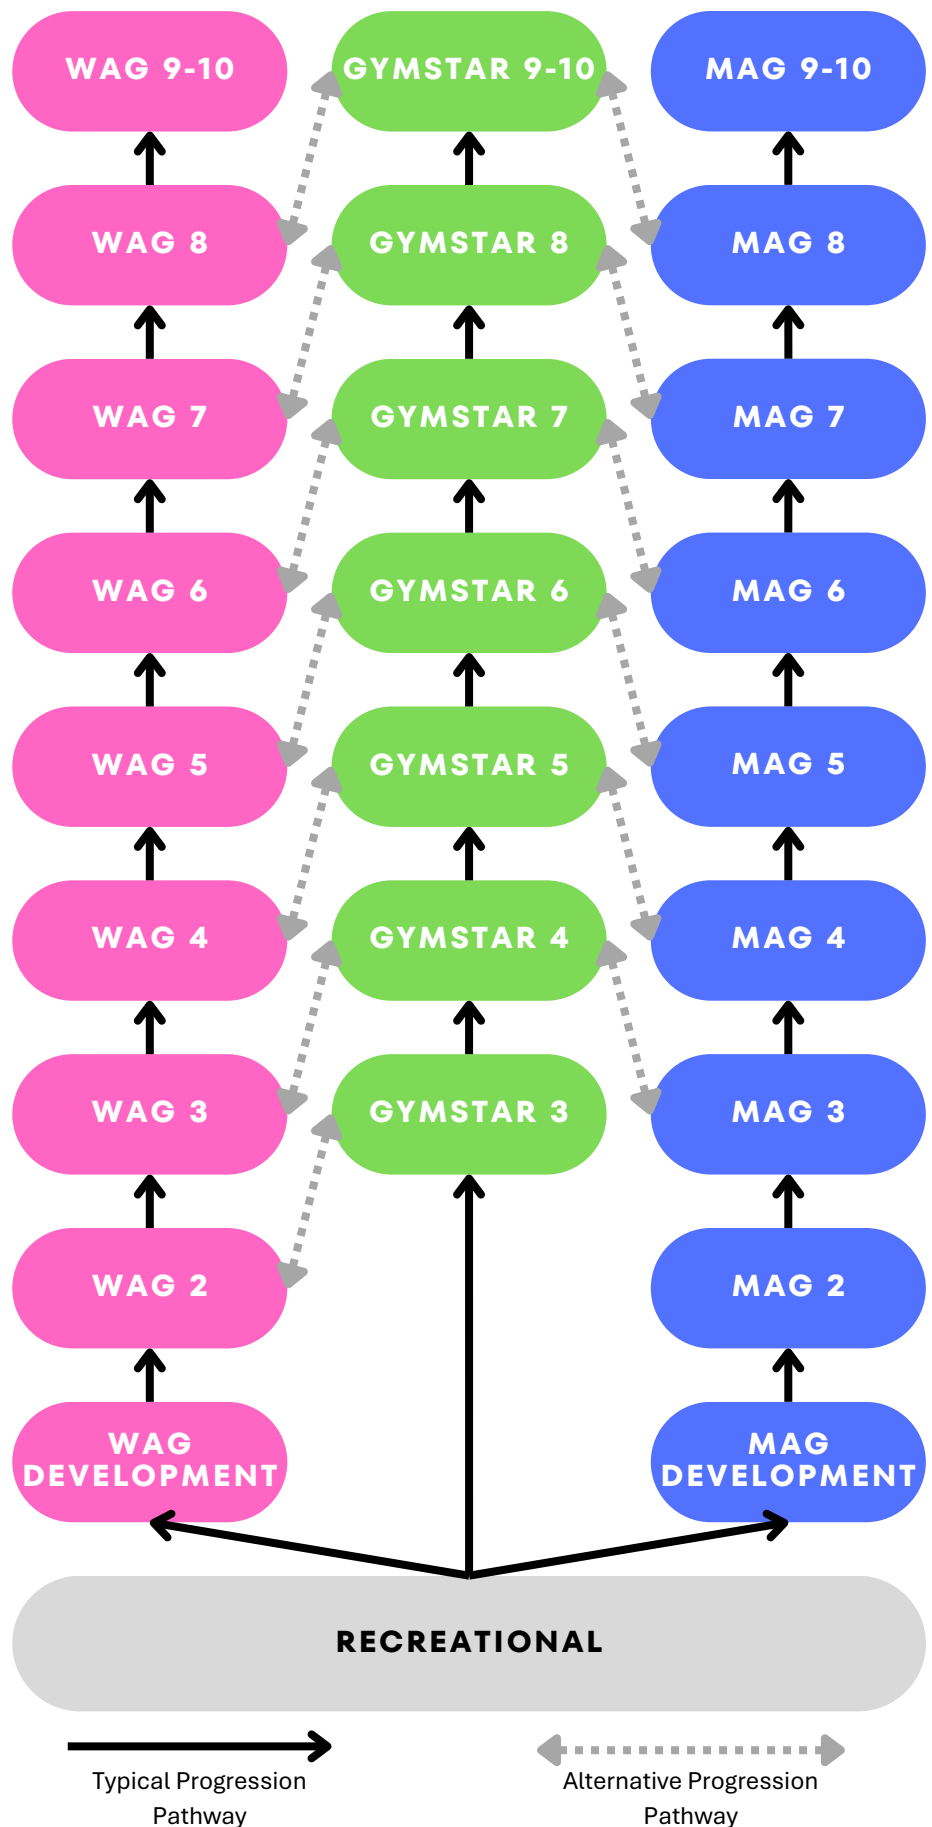 WAG 9-10
GYMSTAR 9-10
MAG 9-10
WAG 8
GYMSTAR 8
MAG 8
WAG 7
GYMSTAR 7
MAG 7
WAG 6
GYMSTAR 6
MAG 6
WAG 5
GYMSTAR 5
MAG 5
WAG 4
GYMSTAR 4
MAG 4
WAG 3
GYMSTAR 3
MAG 3
WAG 2
MAG 2
WAG
DEVELOPMENT
MAG
DEVELOPMENT
RECREATIONAL
Typical Progression
Pathway
Alternative Progression
Pathway